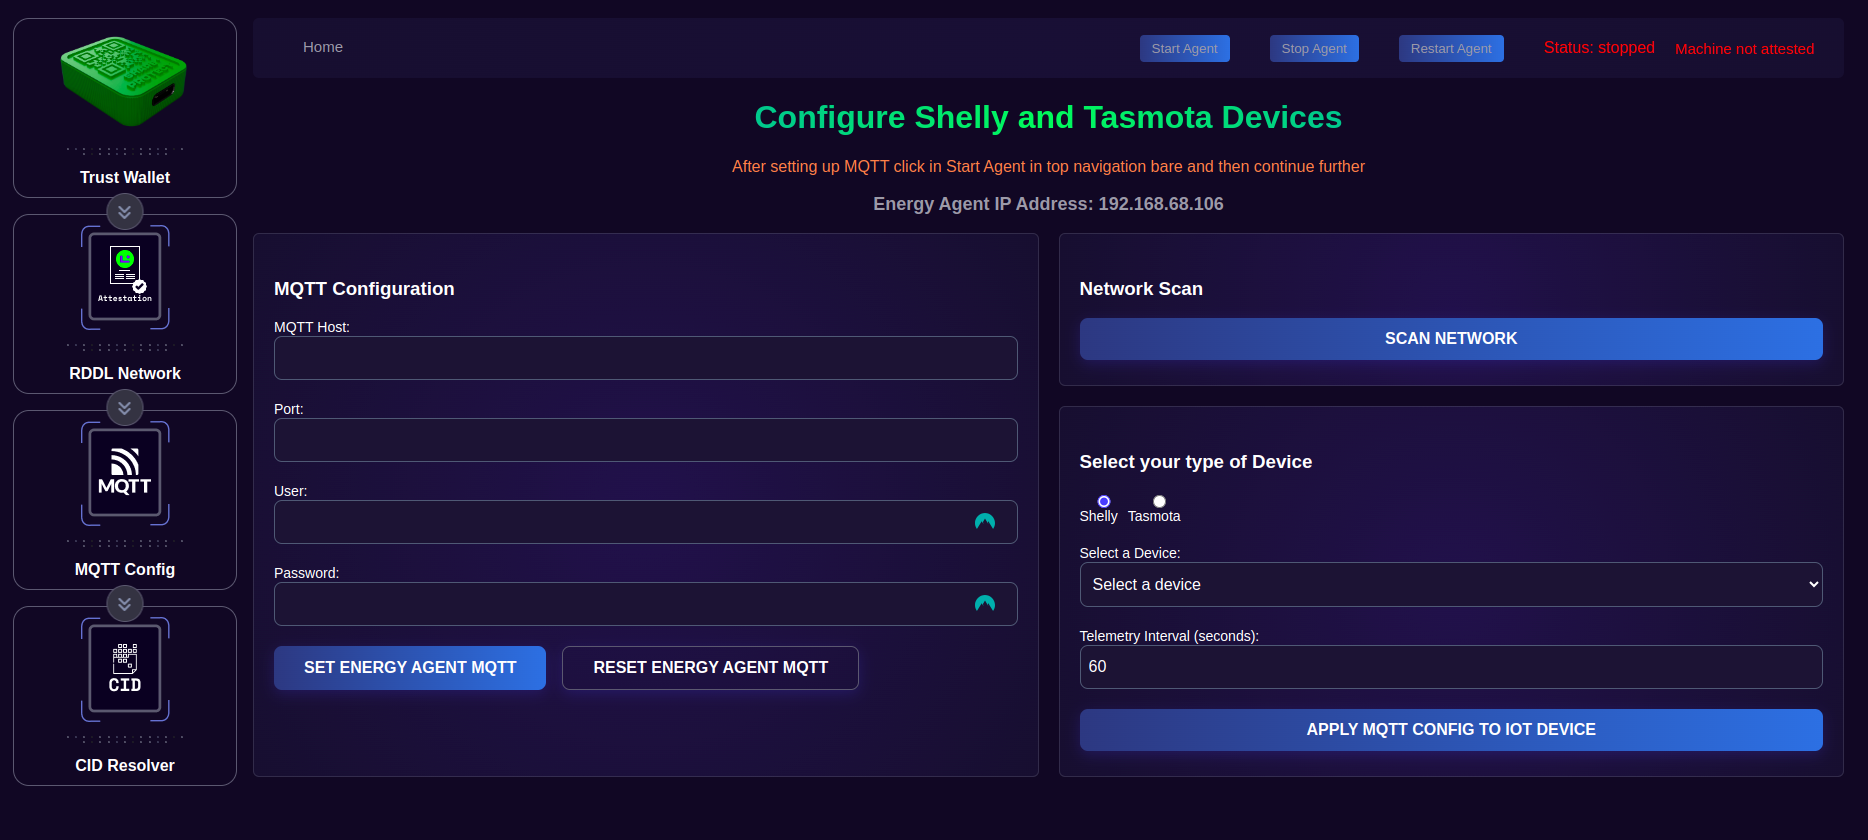 Trust Wallet
Attestation
RDDL Network
MQTT
MQTT Config
CID
CID Resolver
Home
Start Agent
Stop Agent
Restart Agent
Status: stopped
Machine not attested
Configure Shelly and Tasmota Devices
After setting up MQTT click in Start Agent in top navigation bare and then continue further
Energy Agent IP Address: 192.168.68.106
MQTT Configuration
MQTT Host:
Port:
User:
Password:
SET ENERGY AGENT MQTT
RESET ENERGY AGENT MQTT
Network Scan
SCAN NETWORK
Select your type of Device
Shelly
Tasmota
Select a Device:
Select a device
Telemetry Interval (seconds):
60
APPLY MQTT CONFIG TO IOT DEVICE